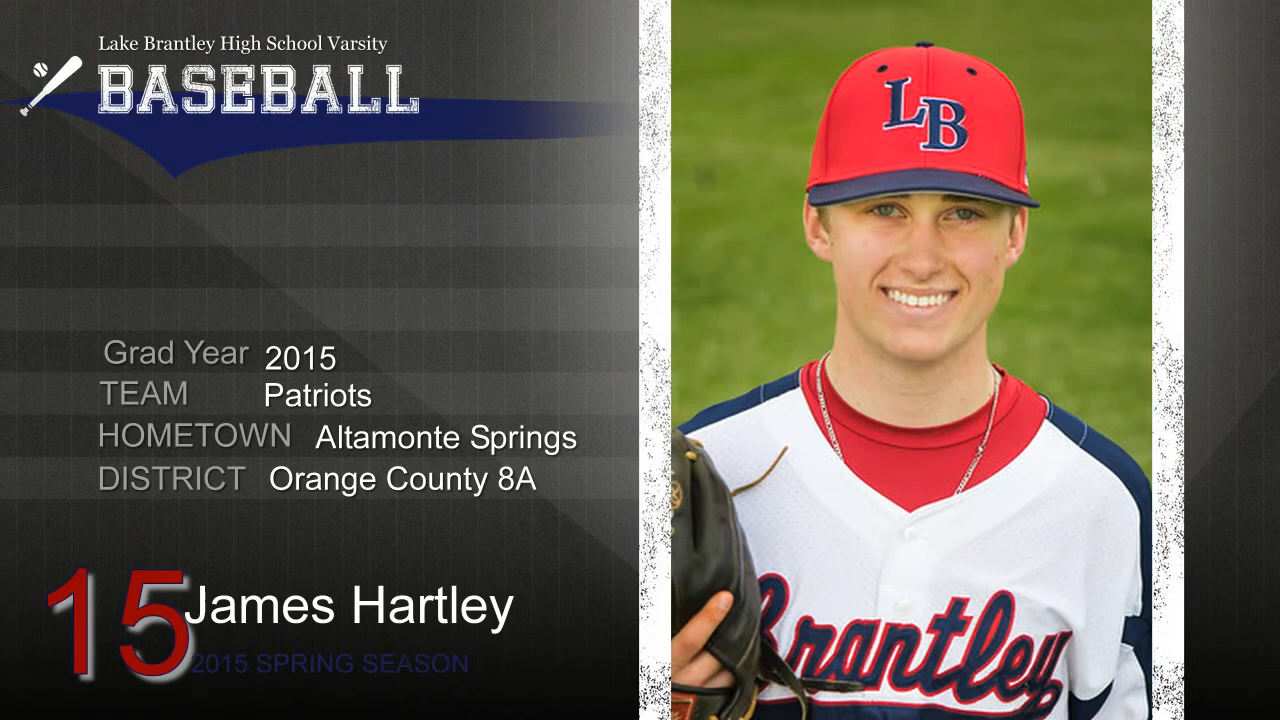 Lake Brantley High School Varsity
BASEBALL
LB
Grad Year 2015
TEAM Patriots
HOMETOWN Altamonte Springs
DISTRICT Orange County 8A
15 James Hartley
2015 SPRING SEASON
Brantley